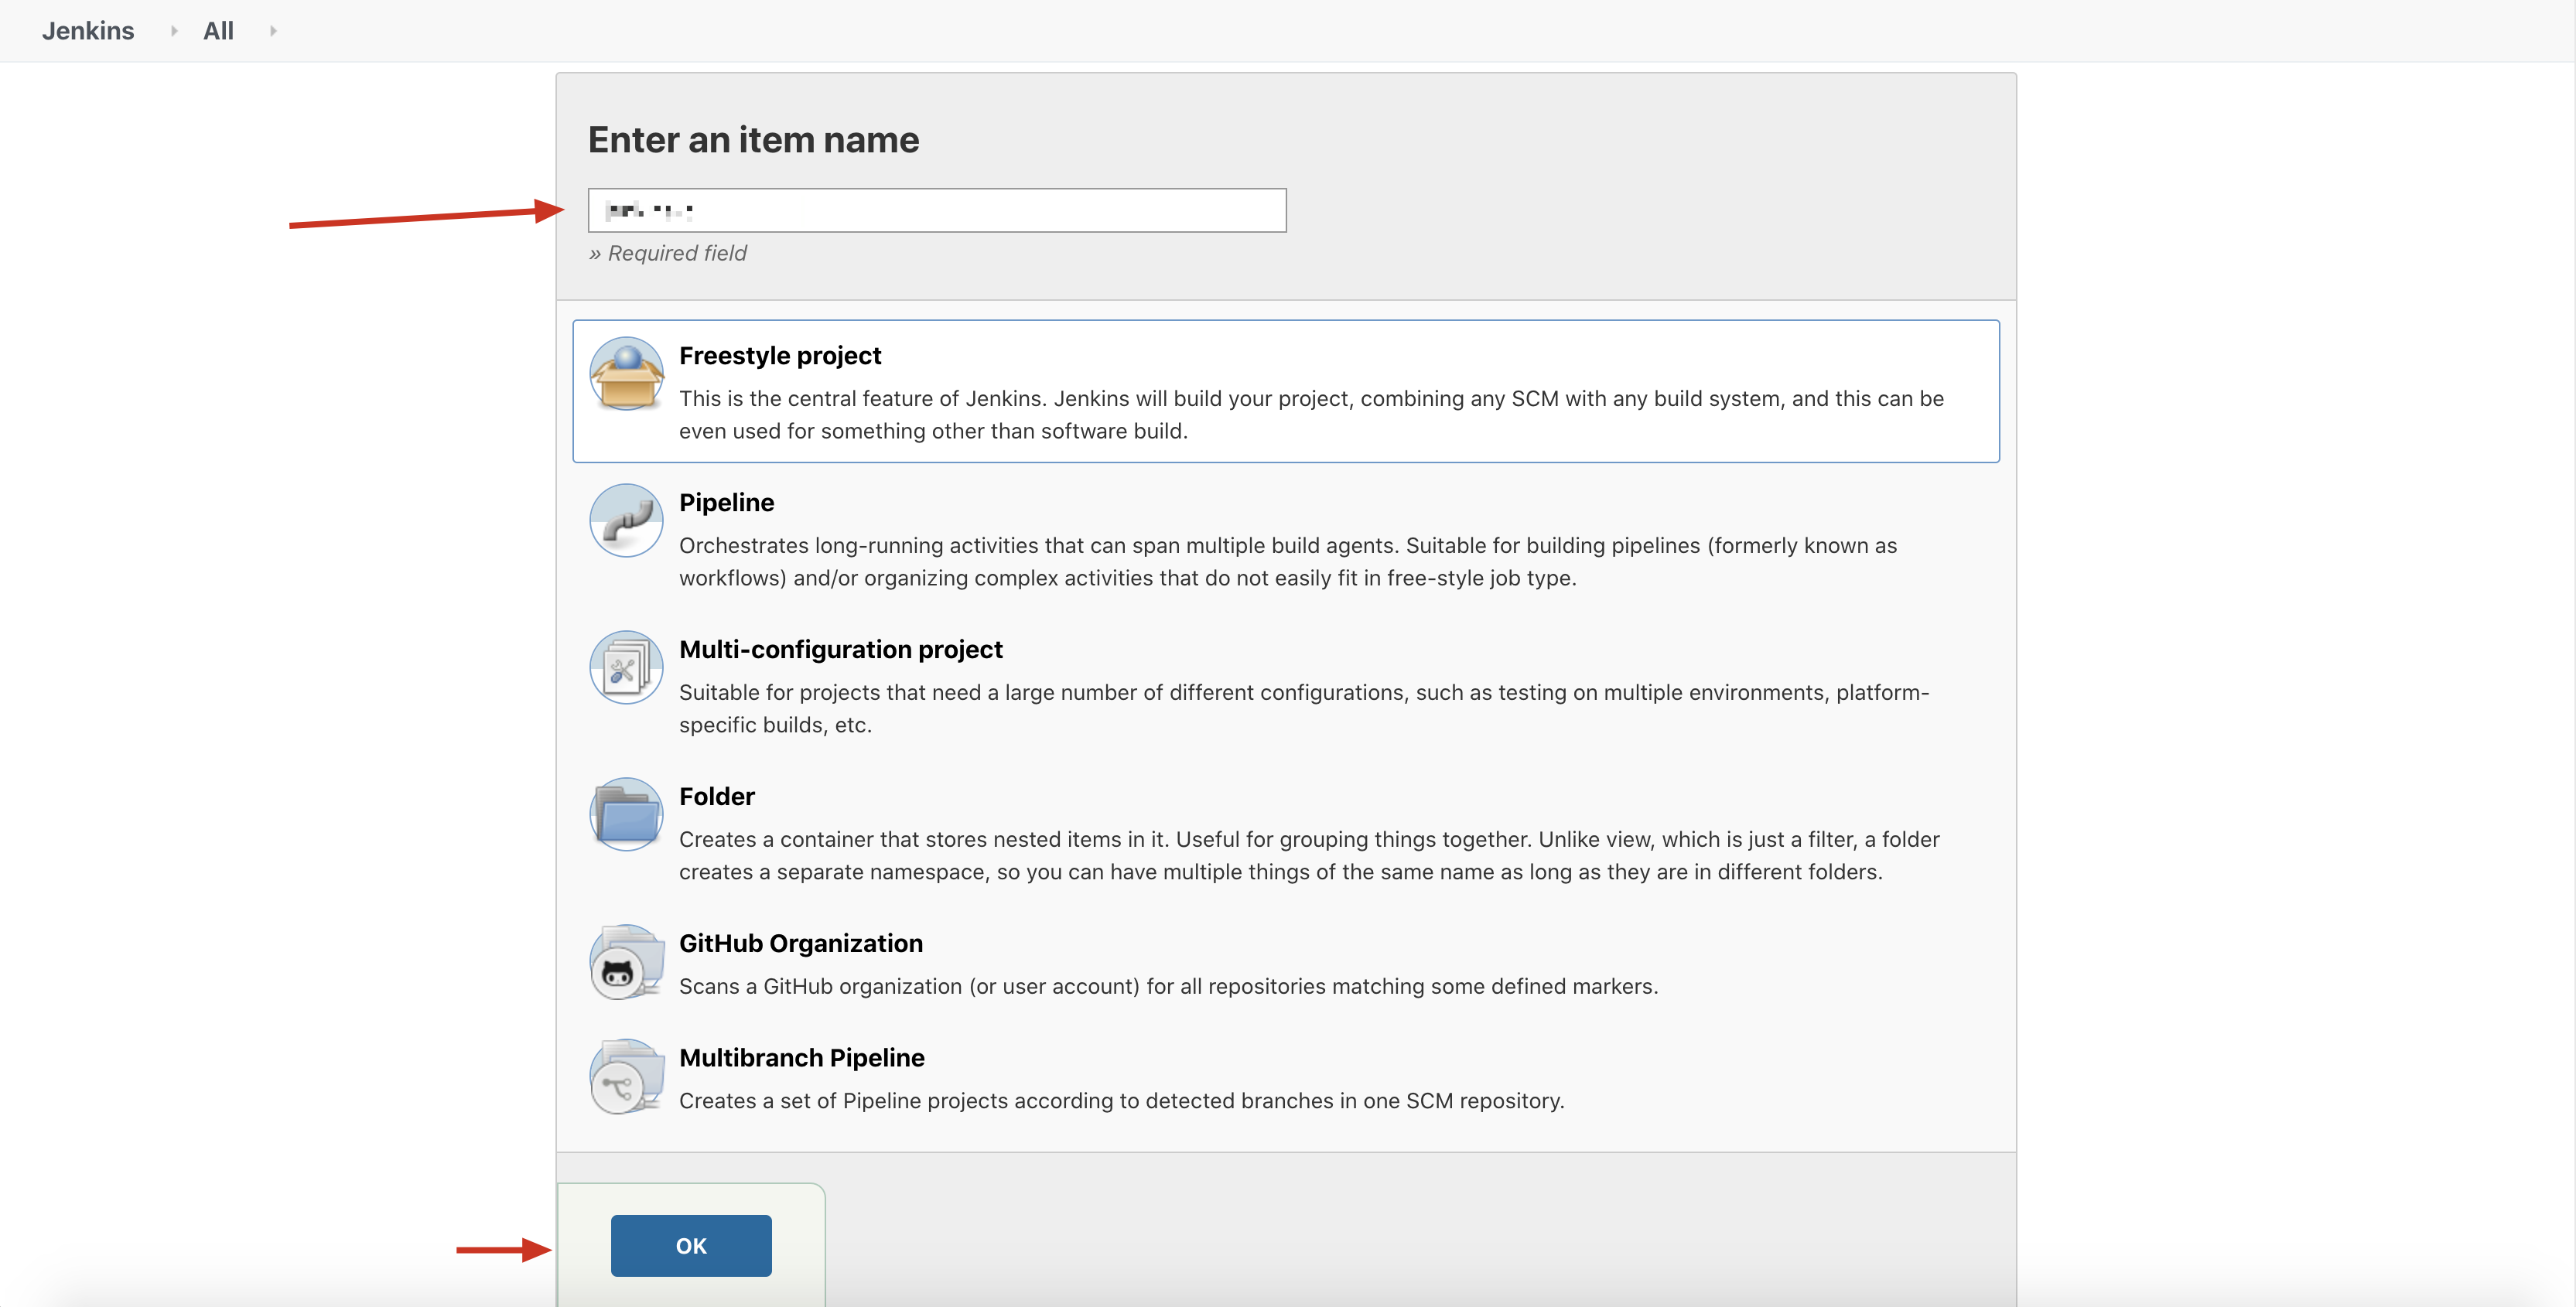 Jenkins
All
Enter an item name
» Required field
Freestyle project
This is the central feature of Jenkins. Jenkins will build your project, combining any SCM with any build system, and this can be
even used for something other than software build.
Pipeline
Orchestrates long-running activities that can span multiple build agents. Suitable for building pipelines (formerly known as
workflows) and/or organizing complex activities that do not easily fit in free-style job type.
Multi-configuration project
Suitable for projects that need a large number of different configurations, such as testing on multiple environments, platform-
specific builds, etc.
Folder
Creates a container that stores nested items in it. Useful for grouping things together. Unlike view, which is just a filter, a folder
creates a separate namespace, so you can have multiple things of the same name as long as they are in different folders.
GitHub Organization
Scans a GitHub organization (or user account) for all repositories matching some defined markers.
Multibranch Pipeline
Creates a set of Pipeline projects according to detected branches in one SCM repository.
OK